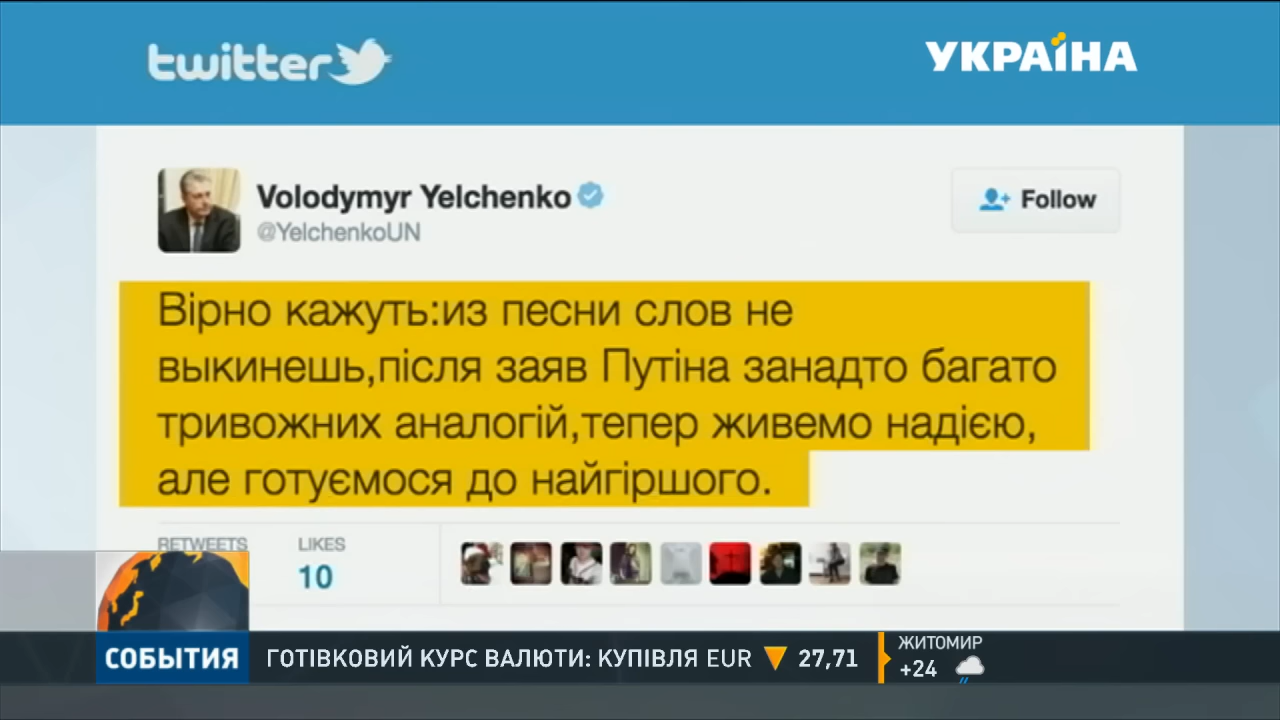 twitter
УКРАЇНА
Volodymyr Yelchenko
@YelchenkoUN
Follow
Вірно кажуть:из песни слов не
выкинешь,після заяв Путіна занадто багато
тривожних аналогій,тепер живемо надією,
але готуємося до найгіршого.
RETWEETS
LIKES
10
СОБЫТИЯ
ГОТІВКОВИЙ КУРС ВАЛЮТИ: КУПІВЛЯ EUR 27,71
ЖИТОМИР
+24